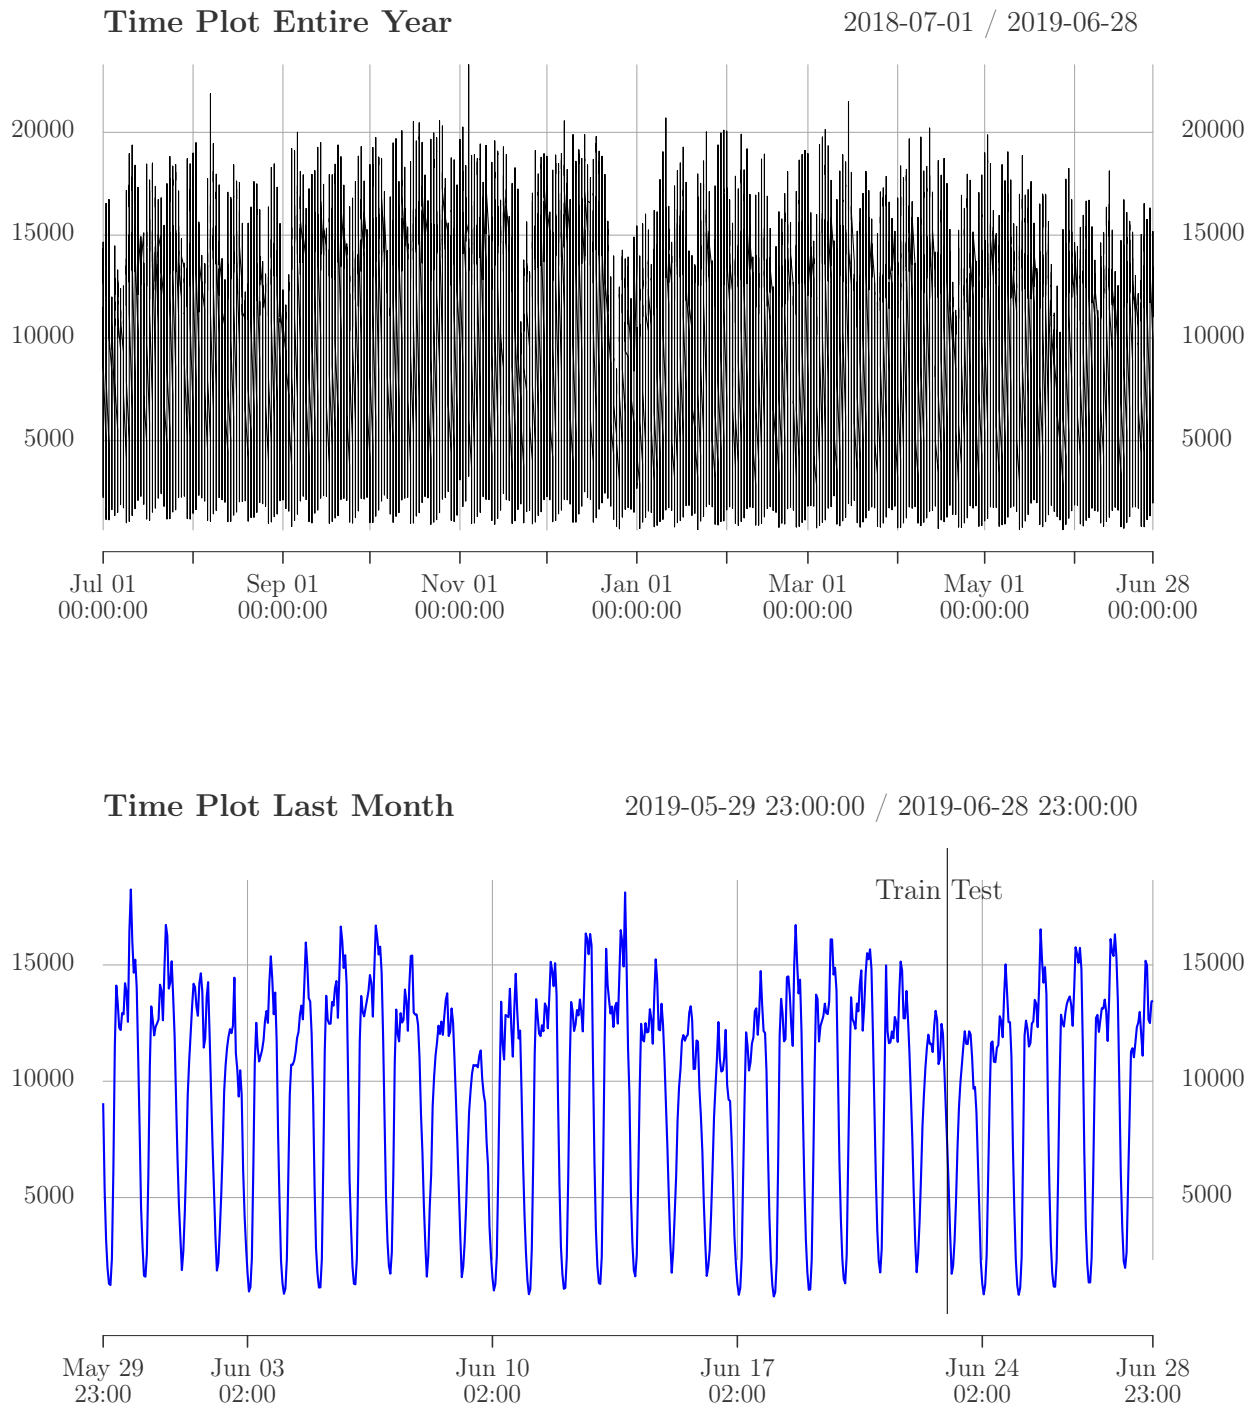 Time Plot Entire Year 2018-07-01 / 2019-06-28
20000 20000
15000 15000
10000 10000
5000 5000
Jul 01 Sep 01 Nov 01 Jan 01 Mar 01 May 01 Jun 28
00:00:00 00:00:00 00:00:00 00:00:00 00:00:00 00:00:00 00:00:00
Time Plot Last Month 2019-05-29 23:00:00 / 2019-06-28 23:00:00
Train Test
15000 15000
10000 10000
5000 5000
May 29 Jun 03 Jun 10 Jun 17 Jun 24 Jun 28
23:00 02:00 02:00 02:00 02:00 23:00